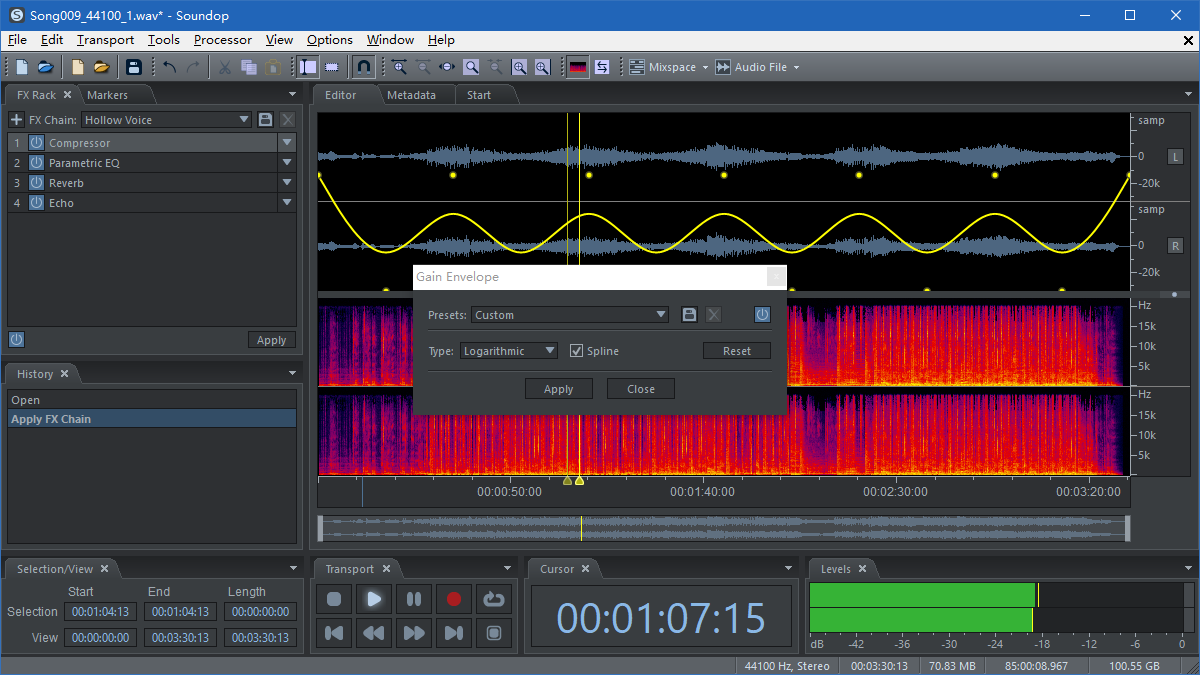 Song009_44100_1.wav* - Soundop
File Edit Transport Tools Processor View Options Window Help
Mixspace Audio File
FX Rack Markers
FX Chain: Hollow Voice
1 Compressor
2 Parametric EQ
3 Reverb
4 Echo
Apply
History
Open
Apply FX Chain
Editor Metadata Start
samp
0
-20k
L
samp
0
-20k
R
Gain Envelope
Presets: Custom
Type: Logarithmic Spline Reset
Apply Close
Hz
15k
10k
5k
Hz
15k
10k
5k
00:00:50:00 00:01:40:00 00:02:30:00 00:03:20:00
Selection/View
Start End Length
Selection 00:01:04:13 00:01:04:13 00:00:00:00
View 00:00:00:00 00:03:30:13 00:03:30:13
Transport
Cursor
00:01:07:15
Levels
dB -42 -36 -30 -24 -18 -12 -6 0
44100 Hz, Stereo 00:03:30:13 70.83 MB 85:00:08.967 100.55 GB